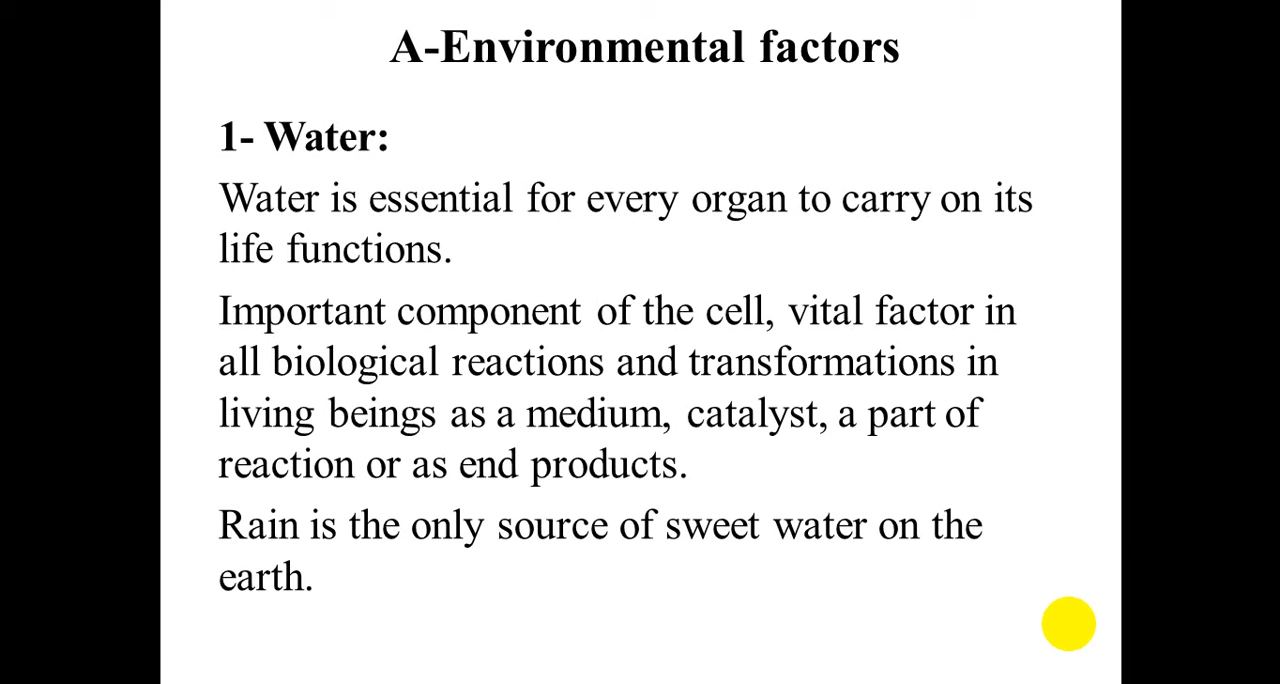 A-Environmental factors
1- Water:
Water is essential for every organ to carry on its
life functions.
Important component of the cell, vital factor in
all biological reactions and transformations in
living beings as a medium, catalyst, a part of
reaction or as end products.
Rain is the only source of sweet water on the
earth.